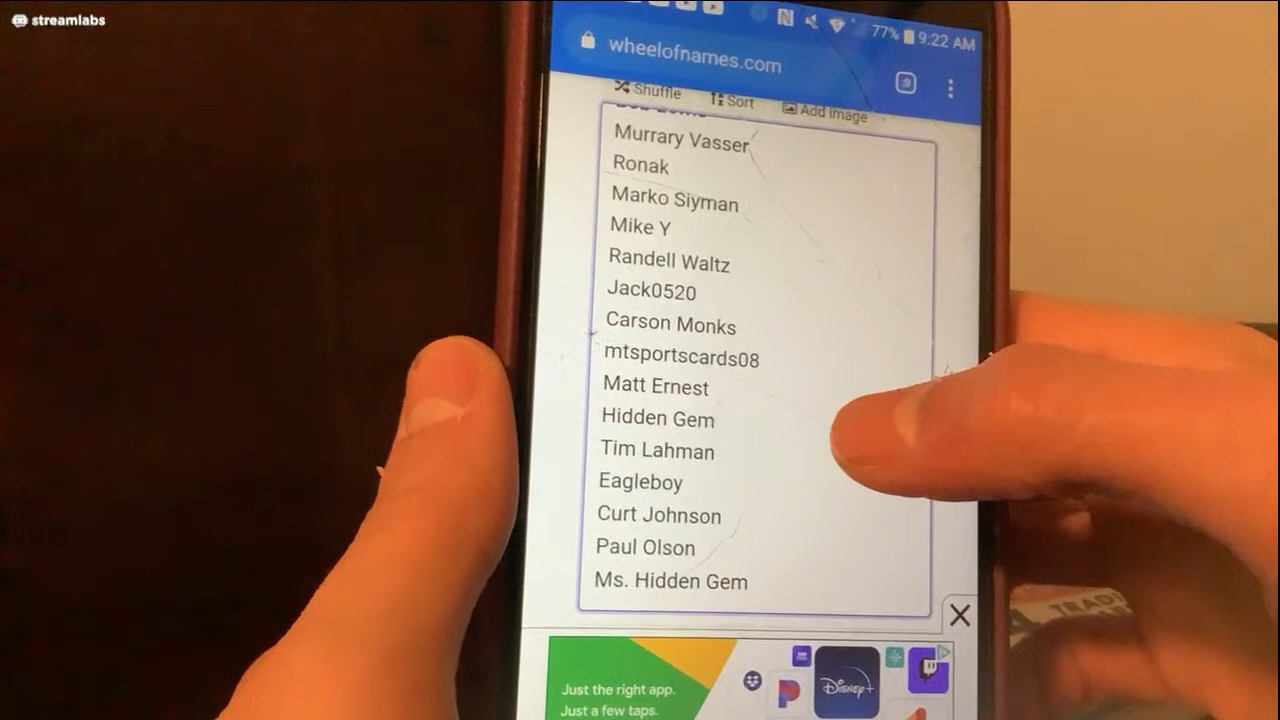 streamlabs
77% 9:22 AM
wheelofnames.com
:D
Shuffle Sort Add image
Murrary Vasser
Ronak
Marko Siyman
Mike Y
Randell Waltz
Jack0520
Carson Monks
mtsportscards08
Matt Ernest
Hidden Gem
Tim Lahman
Eagleboy
Curt Johnson
Paul Olson
Ms. Hidden Gem
Just the right app.
Just a few taps.
Disney+